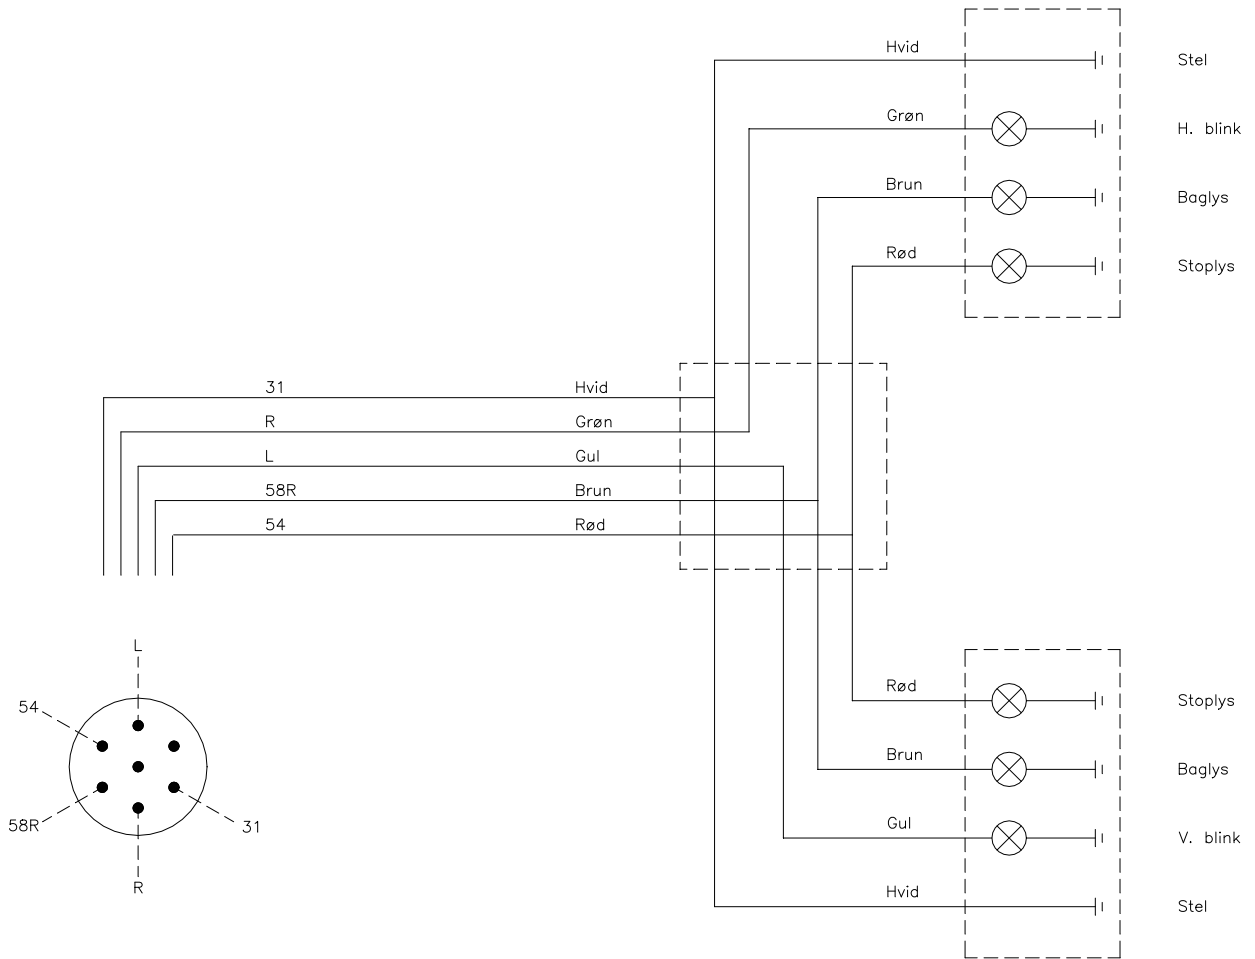 Hvid Stel
Grøn H. blink
Brun Baglys
Rød Stoplys
31 Hvid
R Grøn
L Gul
58R Brun
54 Rød
L
54
58R
31
R
Rød Stoplys
Brun Baglys
Gul V. blink
Hvid Stel